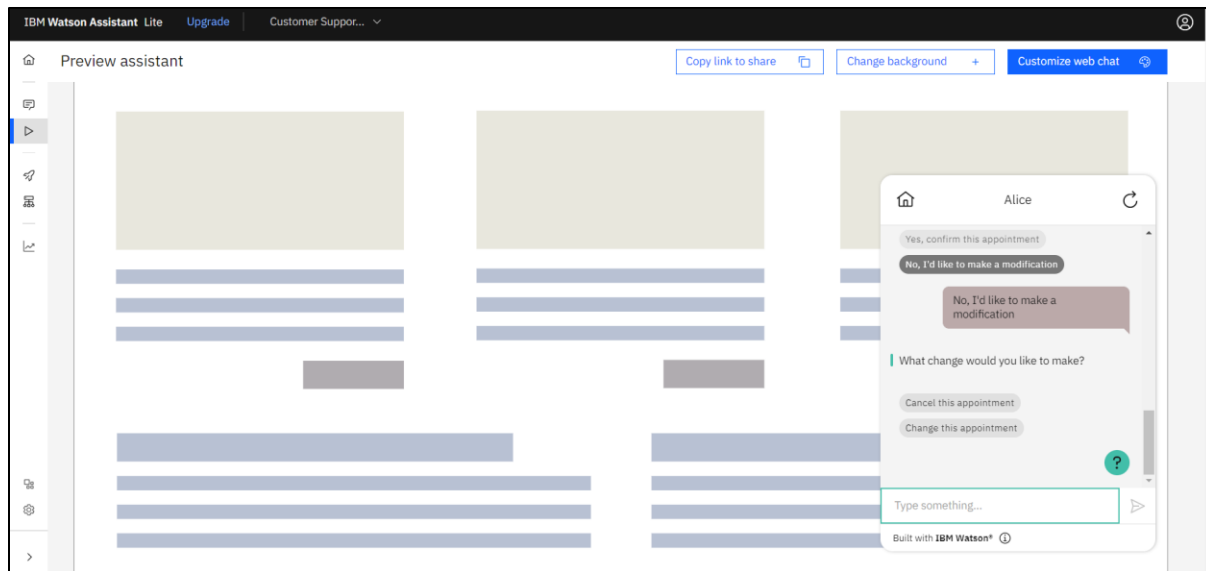 IBM Watson Assistant Lite Upgrade Customer Suppor...
Preview assistant Copy link to share Change background + Customize web chat
Alice
Yes, confirm this appointment
No, I'd like to make a modification
No, I'd like to make a
modification
What change would you like to make?
Cancel this appointment
Change this appointment
?
Type something...
Built with IBM Watson®